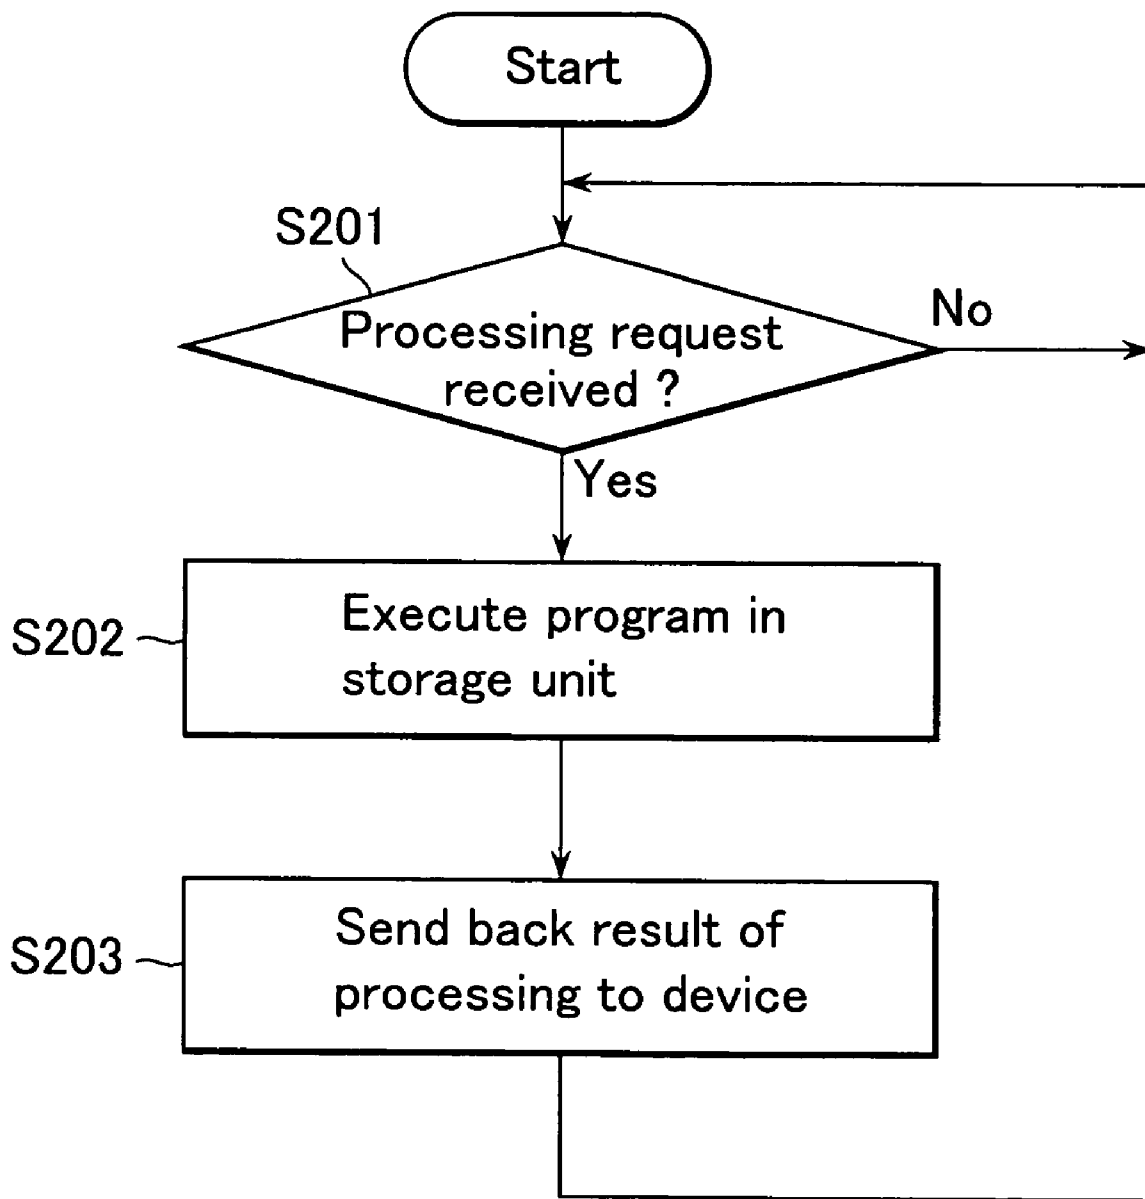 Start
S201
Processing request
received ?
No
Yes
S202
Execute program in
storage unit
S203
Send back result of
processing to device